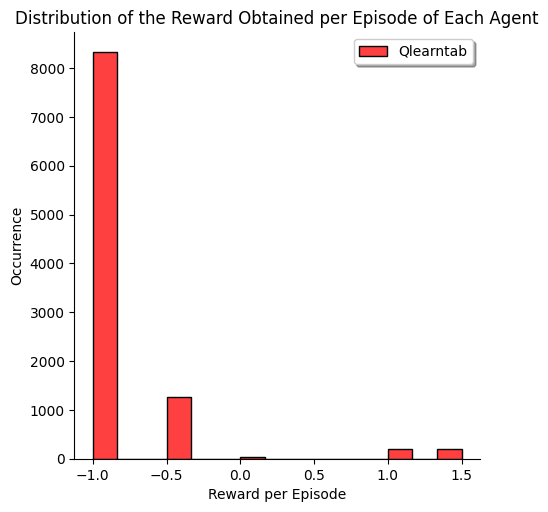 Distribution of the Reward Obtained per Episode of Each Agent
Qlearntab
8000
7000
6000
5000
4000
3000
2000
1000
0
Occurrence
−1.0 −0.5 0.0 0.5 1.0 1.5
Reward per Episode